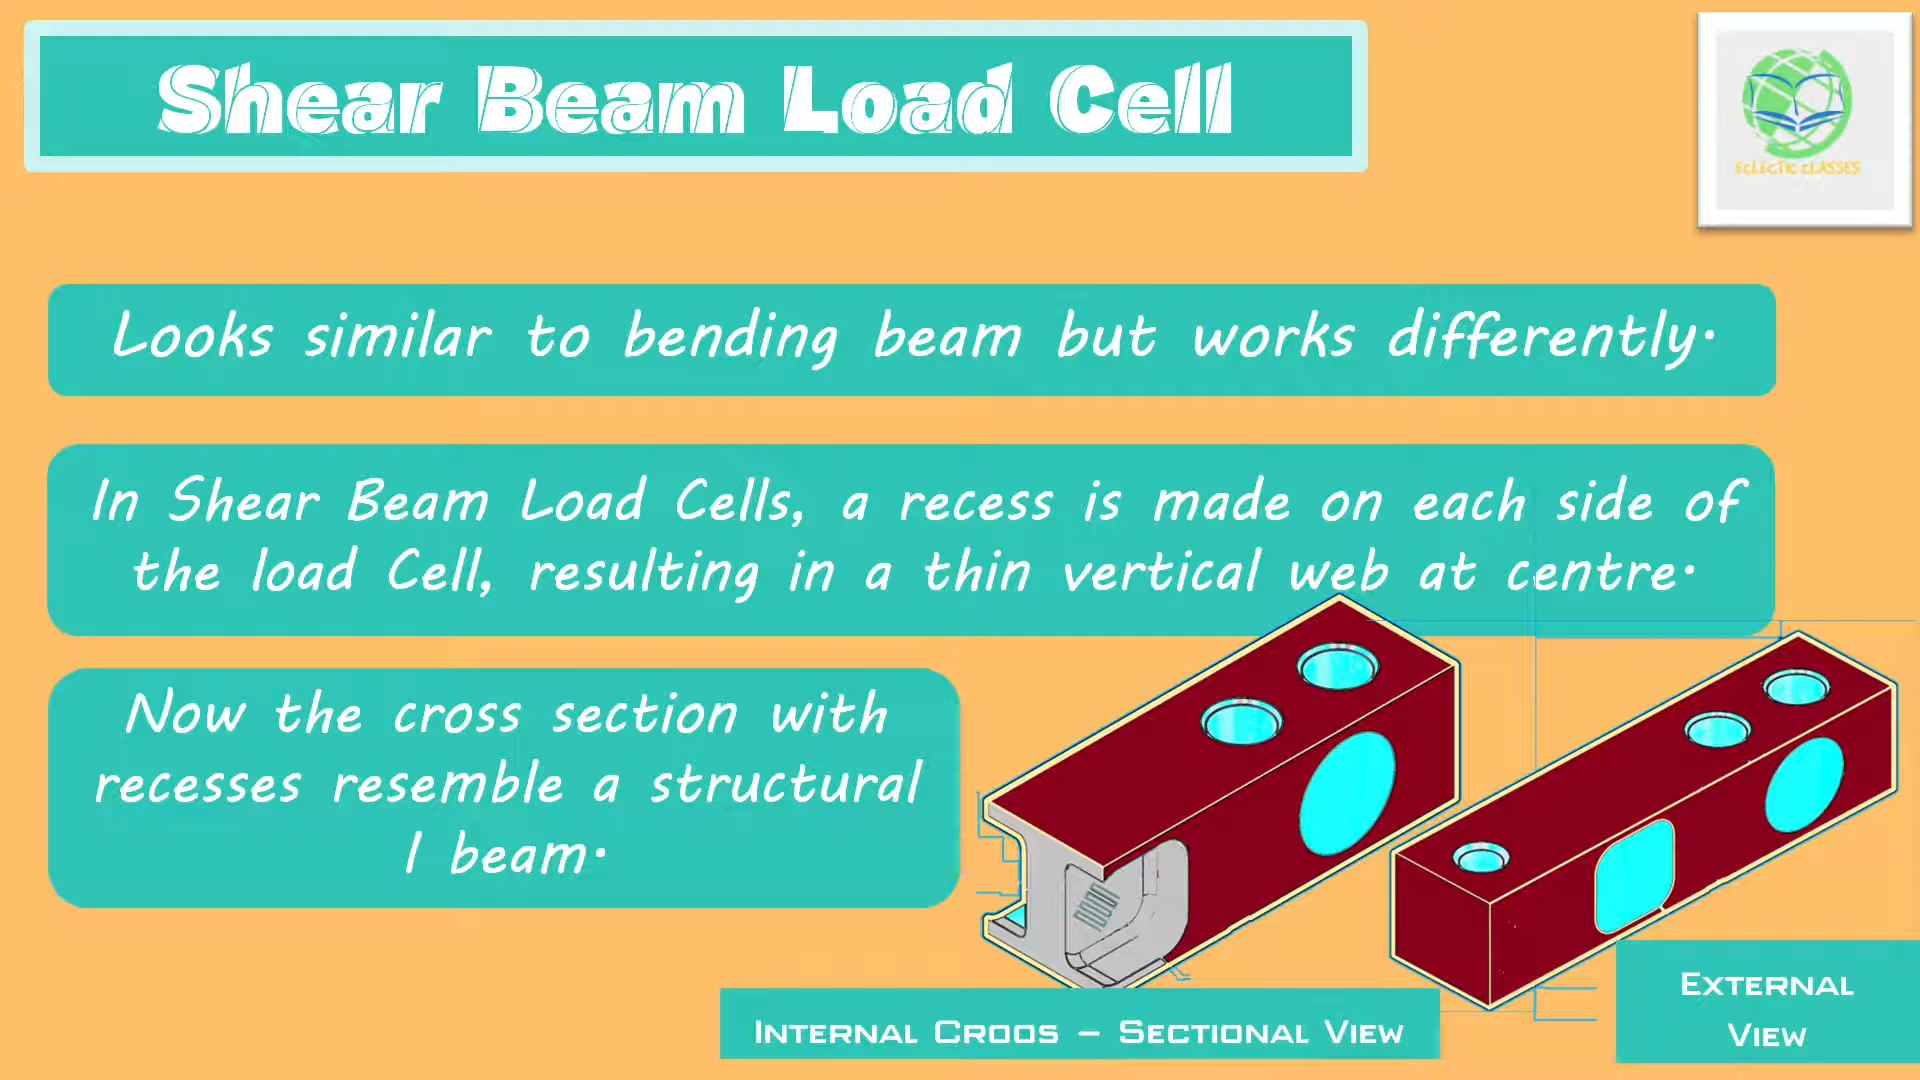 Shear Beam Load Cell
ECLECTIC CLASSES
Looks similar to bending beam but works differently.
In Shear Beam Load Cells, a recess is made on each side of
the load Cell, resulting in a thin vertical web at centre.
Now the cross section with
recesses resemble a structural
I beam.
Internal Croos – Sectional View
External
View